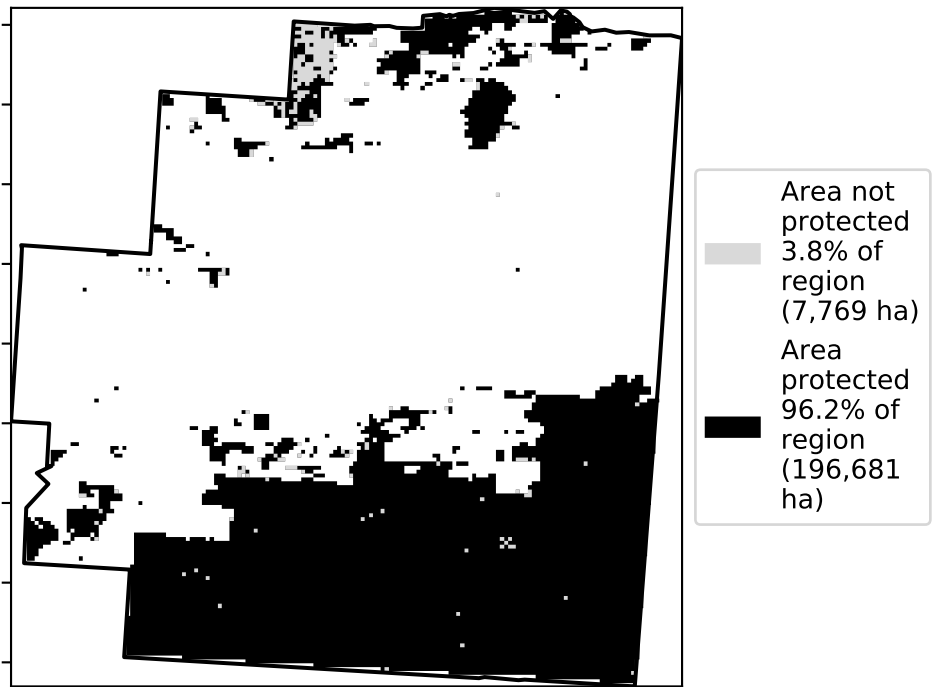 Area not
protected
3.8% of
region
(7,769 ha)
Area
protected
96.2% of
region
(196,681
ha)